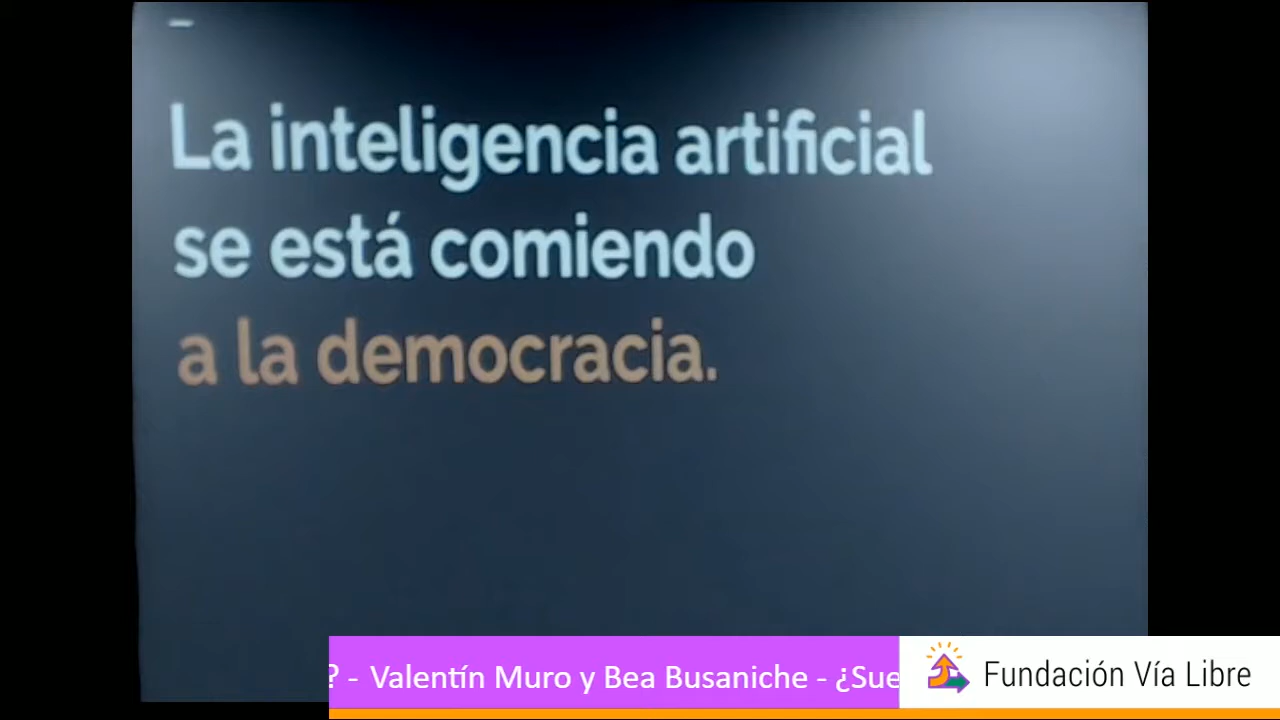 La inteligencia artificial
se está comiendo
a la democracia.
? - Valentín Muro y Bea Busaniche - ¿Sue
Fundación Vía Libre